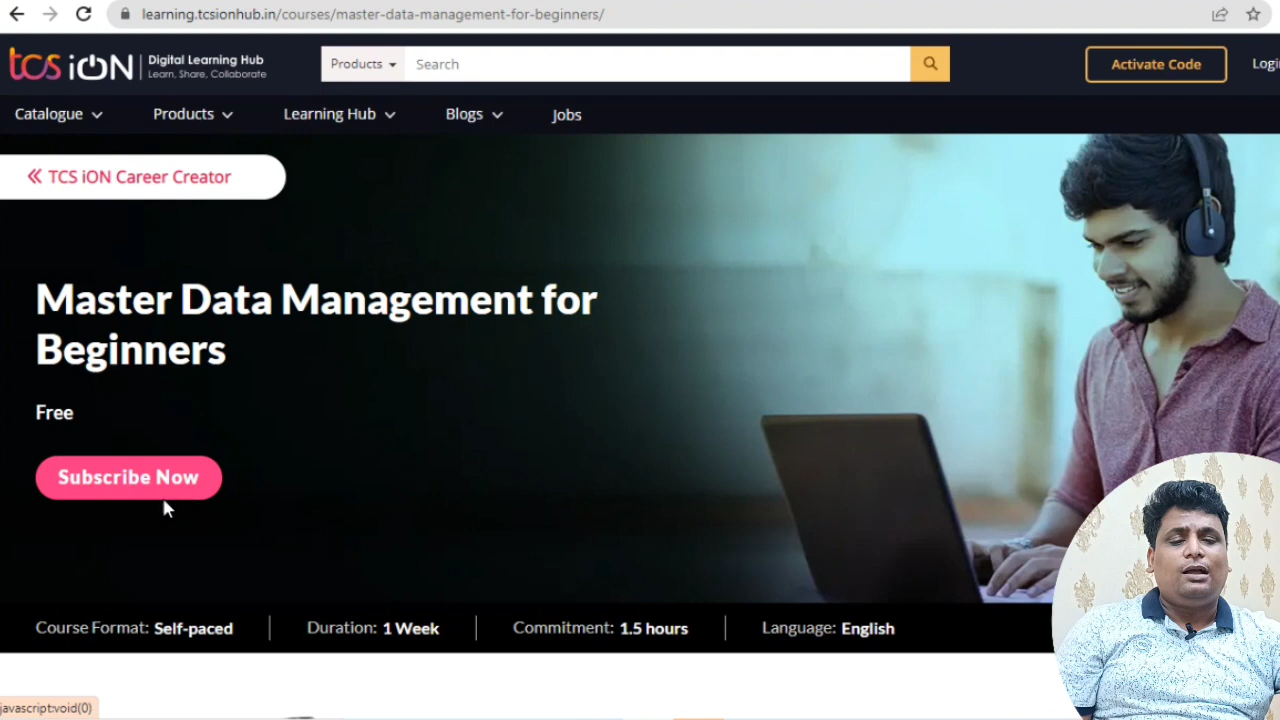 learning.tcsionhub.in/courses/master-data-management-for-beginners/
tcs iON Digital Learning Hub
Learn, Share, Collaborate
Products
Search
Activate Code
Catalogue
Products
Learning Hub
Blogs
Jobs
TCS iON Career Creator
Master Data Management for
Beginners
Free
Subscribe Now
Course Format: Self-paced
Duration: 1 Week
Commitment: 1.5 hours
Language: English
javascript:void(0)